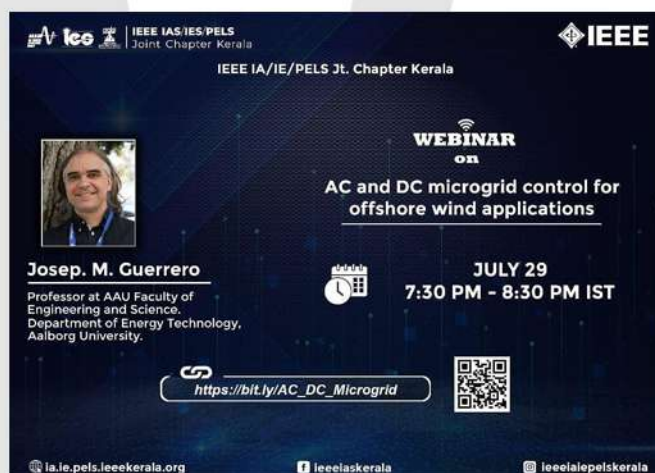 ies
IEEE IAS/IES/PELS
Joint Chapter Kerala
IEEE
IEEE IA/IE/PELS Jt. Chapter Kerala
WEBINAR
on
AC and DC microgrid control for
offshore wind applications
Josep. M. Guerrero
Professor at AAU Faculty of
Engineering and Science.
Department of Energy Technology,
Aalborg University.
JULY 29
7:30 PM - 8:30 PM IST
https://bit.ly/AC_DC_Microgrid
ia.ie.pels.ieeekerala.org
ieeeiaskerala
ieeeiaiepelskerala